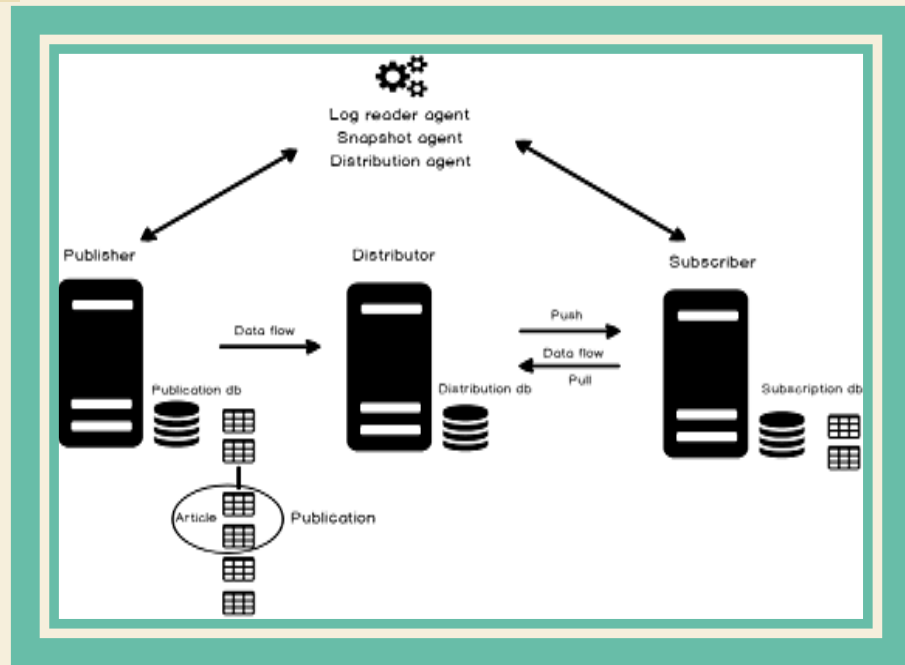 Log reader agent
Snapshot agent
Distribution agent
Publisher
Distributor
Subscriber
Data flow
Push
Data flow
Pull
Publication db
Distribution db
Subscription db
Article
Publication